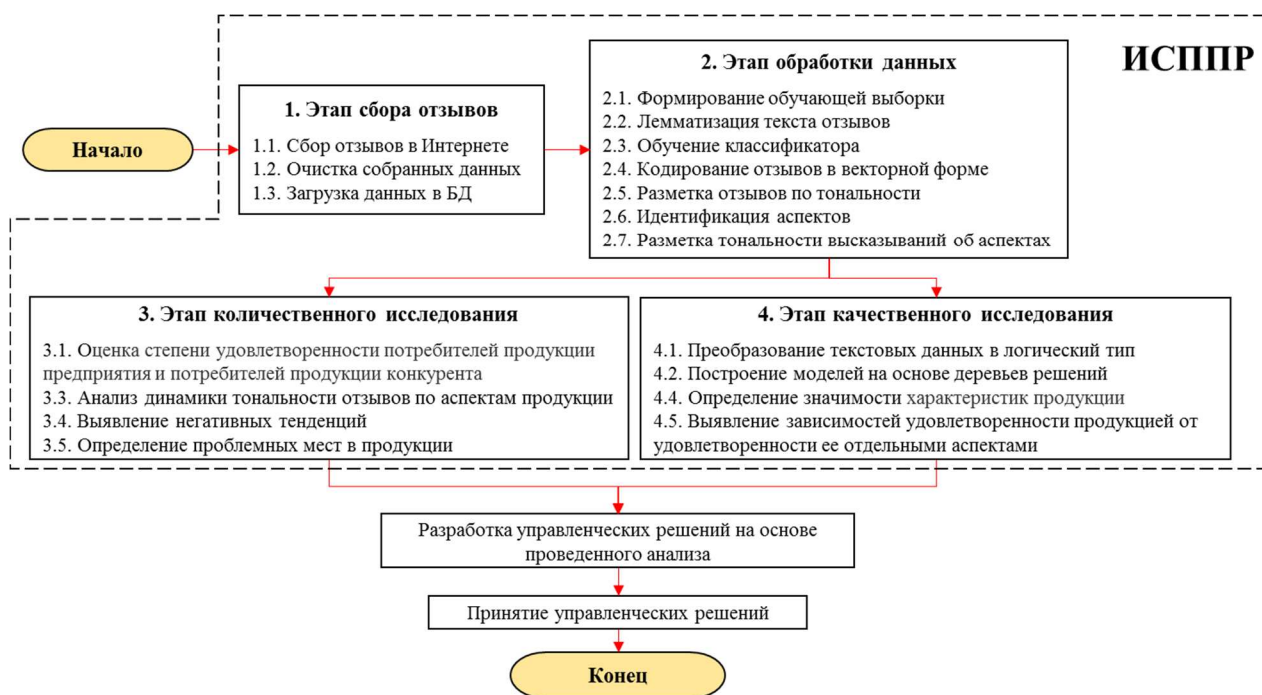 ИСППР
Начало
1. Этап сбора отзывов
1.1. Сбор отзывов в Интернете
1.2. Очистка собранных данных
1.3. Загрузка данных в БД
2. Этап обработки данных
2.1. Формирование обучающей выборки
2.2. Лемматизация текста отзывов
2.3. Обучение классификатора
2.4. Кодирование отзывов в векторной форме
2.5. Разметка отзывов по тональности
2.6. Идентификация аспектов
2.7. Разметка тональности высказываний об аспектах
3. Этап количественного исследования
3.1. Оценка степени удовлетворенности потребителей продукции
предприятия и потребителей продукции конкурента
3.3. Анализ динамики тональности отзывов по аспектам продукции
3.4. Выявление негативных тенденций
3.5. Определение проблемных мест в продукции
4. Этап качественного исследования
4.1. Преобразование текстовых данных в логический тип
4.2. Построение моделей на основе деревьев решений
4.4. Определение значимости характеристик продукции
4.5. Выявление зависимостей удовлетворенности продукцией от
удовлетворенности ее отдельными аспектами
Разработка управленческих решений на основе
проведенного анализа
Принятие управленческих решений
Конец